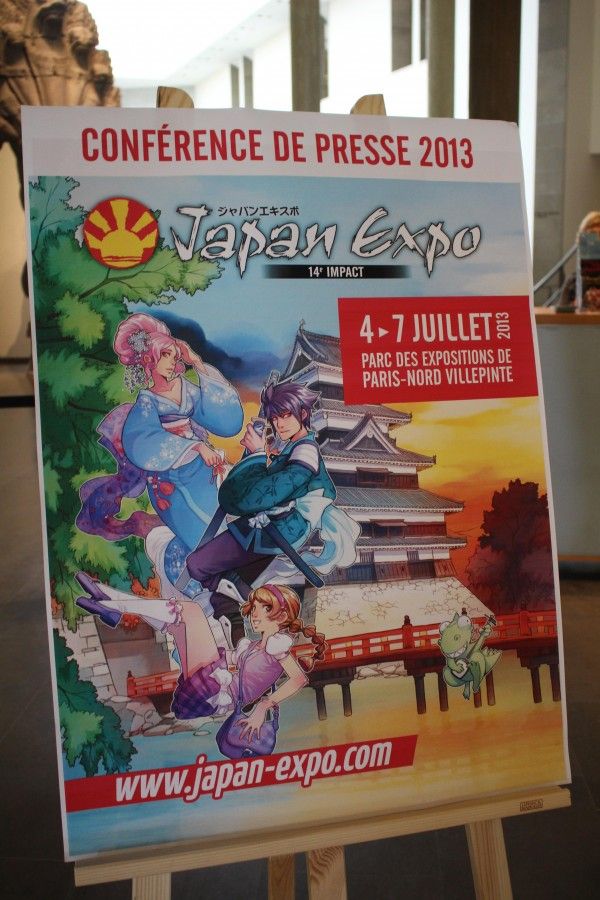 CONFÉRENCE DE PRESSE 2013
ジャパンエキスポ
Japan Expo
14e IMPACT
4 ▸ 7 JUILLET 2013
PARC DES EXPOSITIONS DE
PARIS-NORD VILLEPINTE
www.japan-expo.com